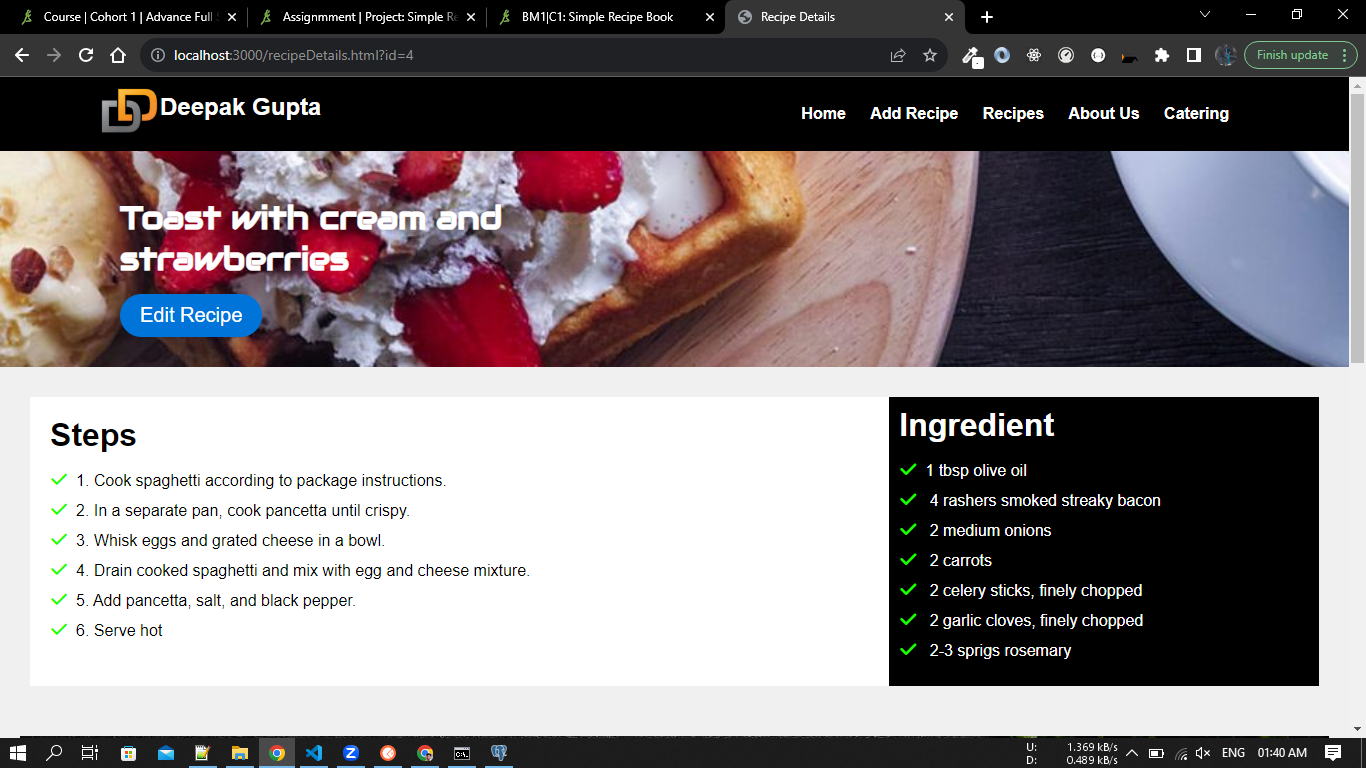 Course | Cohort 1 | Advance Full
Assignmment | Project: Simple Re
BM1|C1: Simple Recipe Book
Recipe Details
localhost:3000/recipeDetails.html?id=4
Finish update
Deepak Gupta
Home
Add Recipe
Recipes
About Us
Catering
Toast with cream and
strawberries
Edit Recipe
Steps
1. Cook spaghetti according to package instructions.
2. In a separate pan, cook pancetta until crispy.
3. Whisk eggs and grated cheese in a bowl.
4. Drain cooked spaghetti and mix with egg and cheese mixture.
5. Add pancetta, salt, and black pepper.
6. Serve hot
Ingredient
1 tbsp olive oil
4 rashers smoked streaky bacon
2 medium onions
2 carrots
2 celery sticks, finely chopped
2 garlic cloves, finely chopped
2-3 sprigs rosemary
U: 1.369 kB/s
D: 0.489 kB/s
ENG
01:40 AM